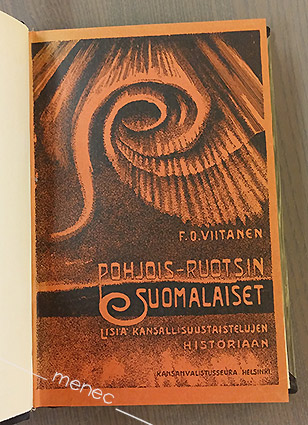 F.O.VIITANEN
POHJOIS-RUOTSIN
SUOMALAISET
LISIÄ KANSALLISUUSTAISTELUJEN
HISTORIAAN
KANSANVALISTUSSEURA HELSINKI
menec